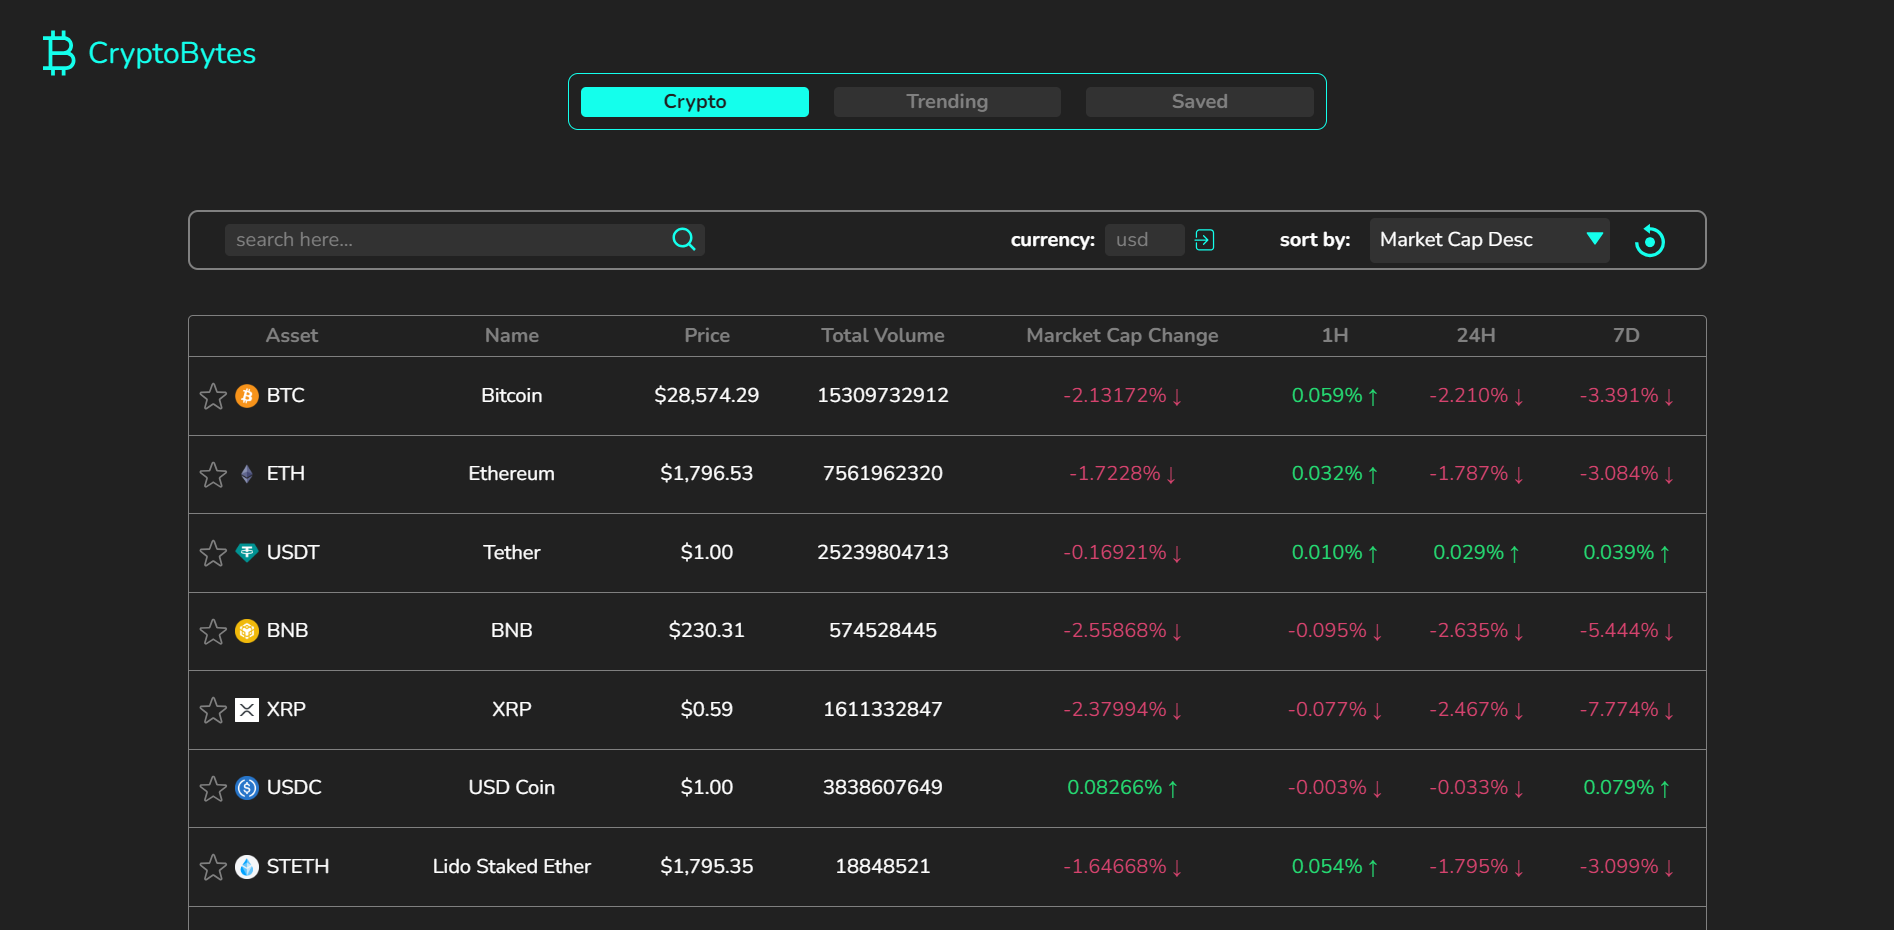 CryptoBytes
Crypto Trending Saved
search here... currency: usd sort by: Market Cap Desc
Asset Name Price Total Volume Marcket Cap Change 1H 24H 7D
BTC Bitcoin $28,574.29 15309732912 -2.13172% ↓ 0.059% ↑ -2.210% ↓ -3.391% ↓
ETH Ethereum $1,796.53 7561962320 -1.7228% ↓ 0.032% ↑ -1.787% ↓ -3.084% ↓
USDT Tether $1.00 25239804713 -0.16921% ↓ 0.010% ↑ 0.029% ↑ 0.039% ↑
BNB BNB $230.31 574528445 -2.55868% ↓ -0.095% ↓ -2.635% ↓ -5.444% ↓
XRP XRP $0.59 1611332847 -2.37994% ↓ -0.077% ↓ -2.467% ↓ -7.774% ↓
USDC USD Coin $1.00 3838607649 0.08266% ↑ -0.003% ↓ -0.033% ↓ 0.079% ↑
STETH Lido Staked Ether $1,795.35 18848521 -1.64668% ↓ 0.054% ↑ -1.795% ↓ -3.099% ↓